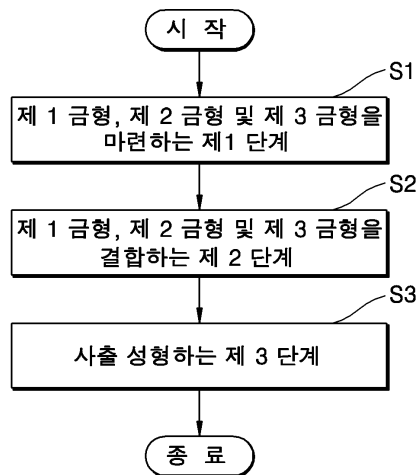 시 작
S1
제 1 금형, 제 2 금형 및 제 3 금형을
마련하는 제1 단계
S2
제 1 금형, 제 2 금형 및 제 3 금형을
결합하는 제 2 단계
S3
사출 성형하는 제 3 단계
종 료